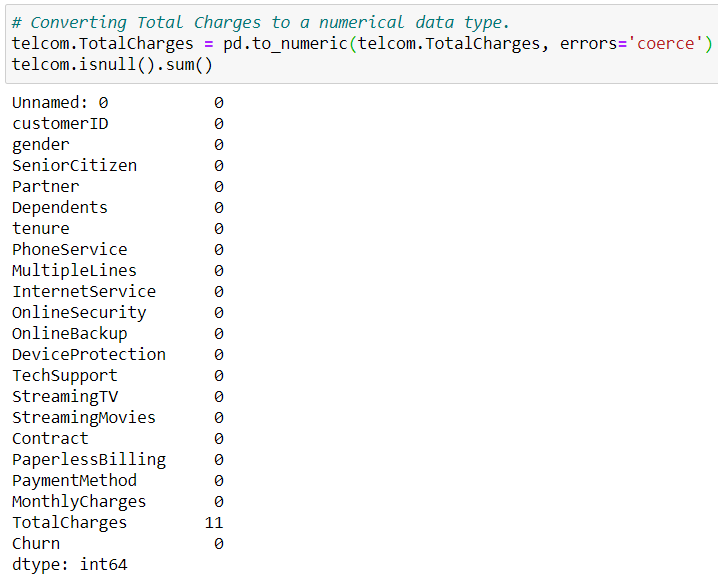 # Converting Total Charges to a numerical data type.
telcom.TotalCharges = pd.to_numeric(telcom.TotalCharges, errors='coerce')
telcom.isnull().sum()
Unnamed: 0 0
customerID 0
gender 0
SeniorCitizen 0
Partner 0
Dependents 0
tenure 0
PhoneService 0
MultipleLines 0
InternetService 0
OnlineSecurity 0
OnlineBackup 0
DeviceProtection 0
TechSupport 0
StreamingTV 0
StreamingMovies 0
Contract 0
PaperlessBilling 0
PaymentMethod 0
MonthlyCharges 0
TotalCharges 11
Churn 0
dtype: int64